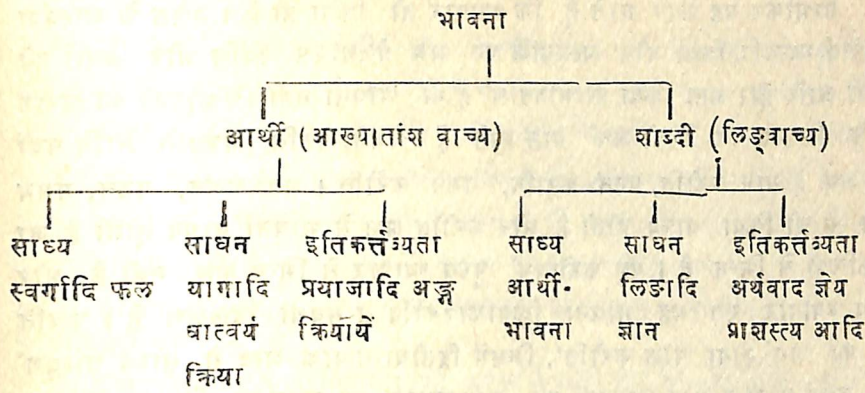 भावना
आर्थी (आख्यातांश वाच्य) शाब्दी (लिङ्वाच्य)
साध्य साधन इतिकर्त्तव्यता साध्य साधन इतिकर्त्तव्यता
स्वर्गादि फल यागादि प्रयाजादि अङ्ग आर्थी- लिङादि अर्थवाद ज्ञेय
धात्वर्थ क्रियायें भावना ज्ञान प्राशस्त्य आदि
क्रिया